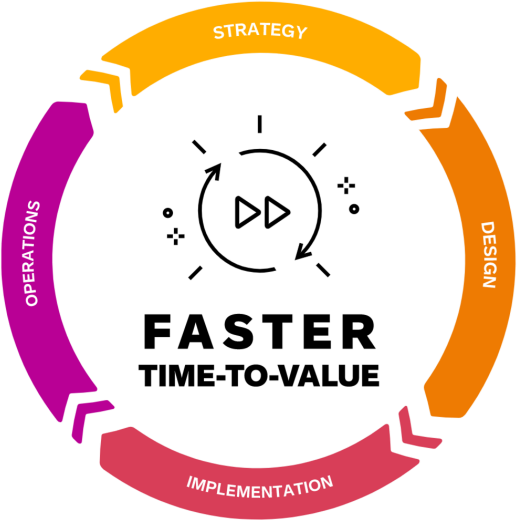 STRATEGY
DESIGN
IMPLEMENTATION
OPERATIONS
FASTER
TIME-TO-VALUE